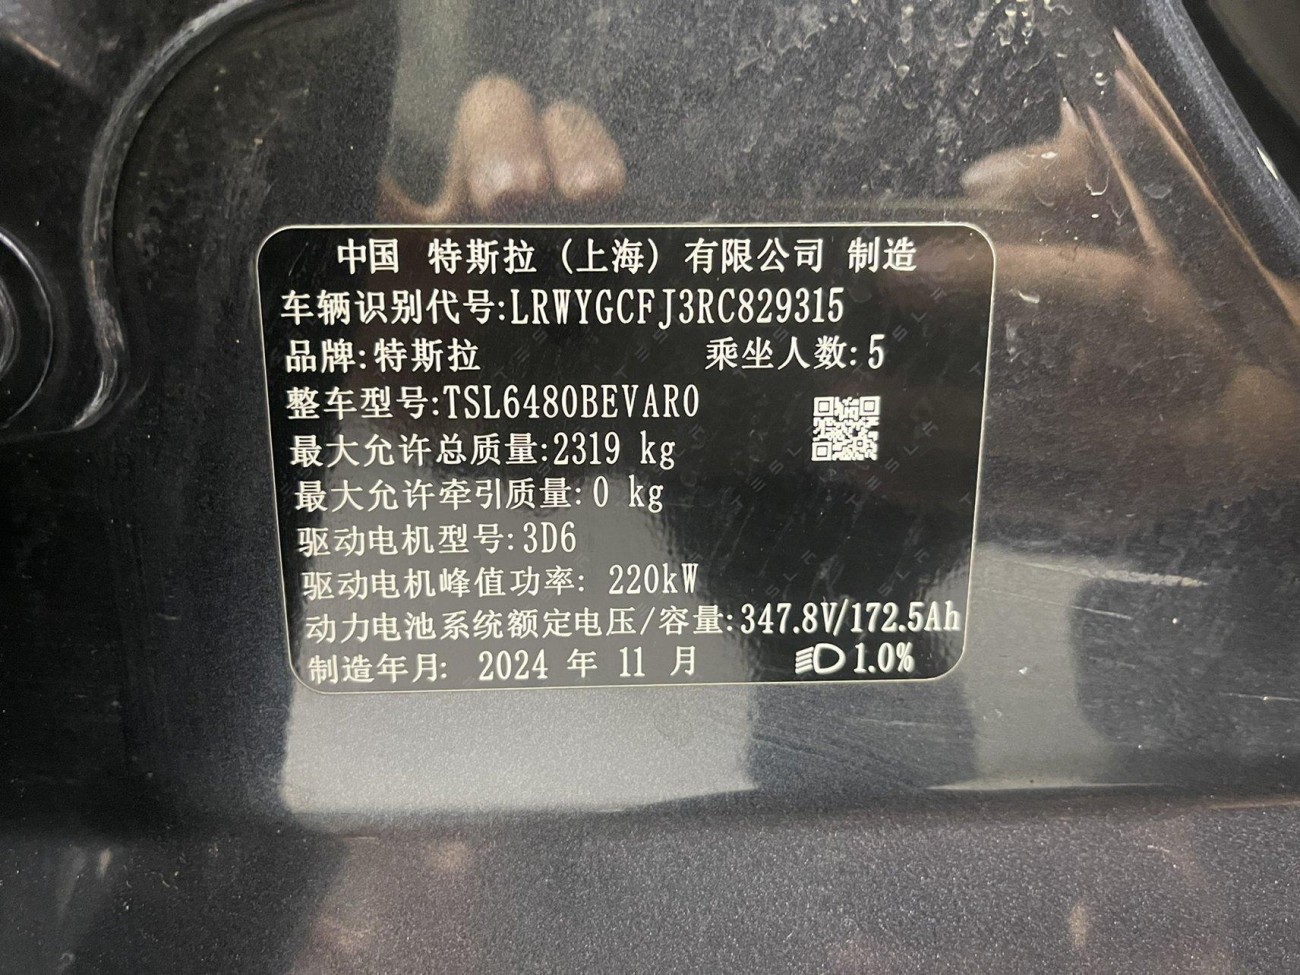 中国 特斯拉（上海）有限公司 制造
车辆识别代号:LRWYGCFJ3RC829315
品牌:特斯拉 乘坐人数:5
整车型号:TSL6480BEVAR0
最大允许总质量:2319 kg
最大允许牵引质量:0 kg
驱动电机型号:3D6
驱动电机峰值功率: 220kW
动力电池系统额定电压/容量:347.8V/172.5Ah
制造年月: 2024 年 11 月 1.0%